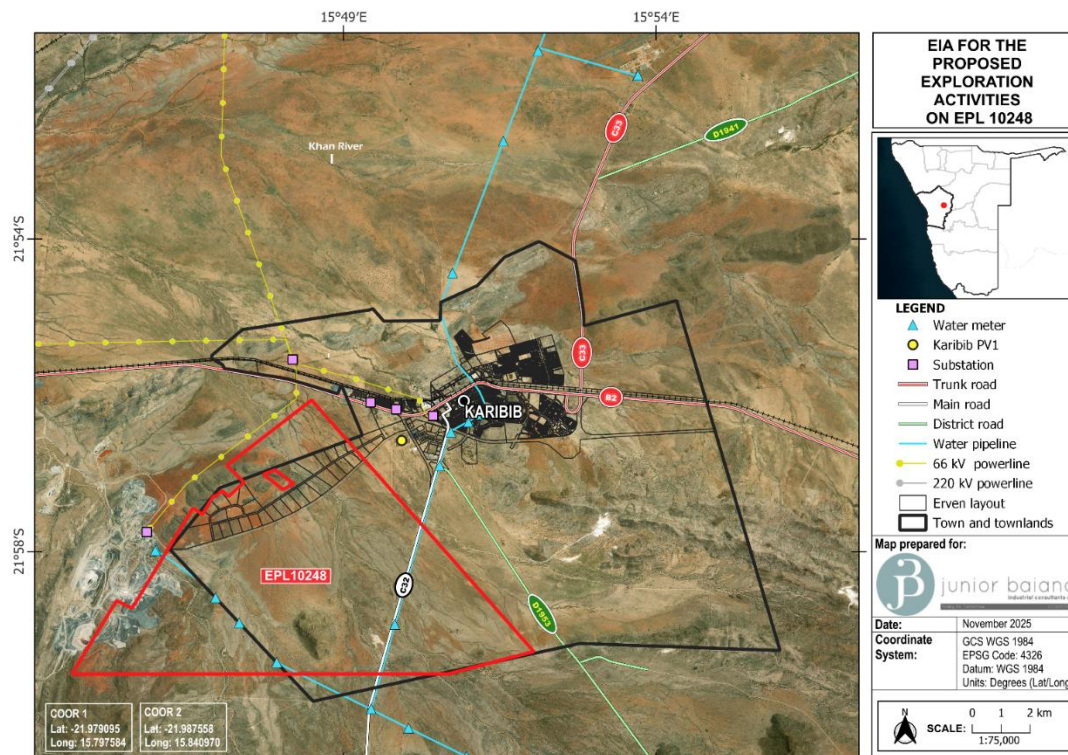 15°49′E
15°54′E
21°54′S
21°58′S
Khan River
C33
D1941
C33
B2
KARIBIB
EPL10248
C32
D1953
COOR 1
Lat: -21.979095
Long: 15.797584
COOR 2
Lat: -21.987558
Long: 15.840970
EIA FOR THE
PROPOSED
EXPLORATION
ACTIVITIES
ON EPL 10248
LEGEND
Water meter
Karibib PV1
Substation
Trunk road
Main road
District road
Water pipeline
66 kV powerline
220 kV powerline
Erven layout
Town and townlands
Map prepared for:
junior baiano
industrial consultants
Date: November 2025
Coordinate System: GCS WGS 1984
EPSG Code: 4326
Datum: WGS 1984
Units: Degrees (Lat/Long)
N
SCALE: 0 1 2 km
1:75,000